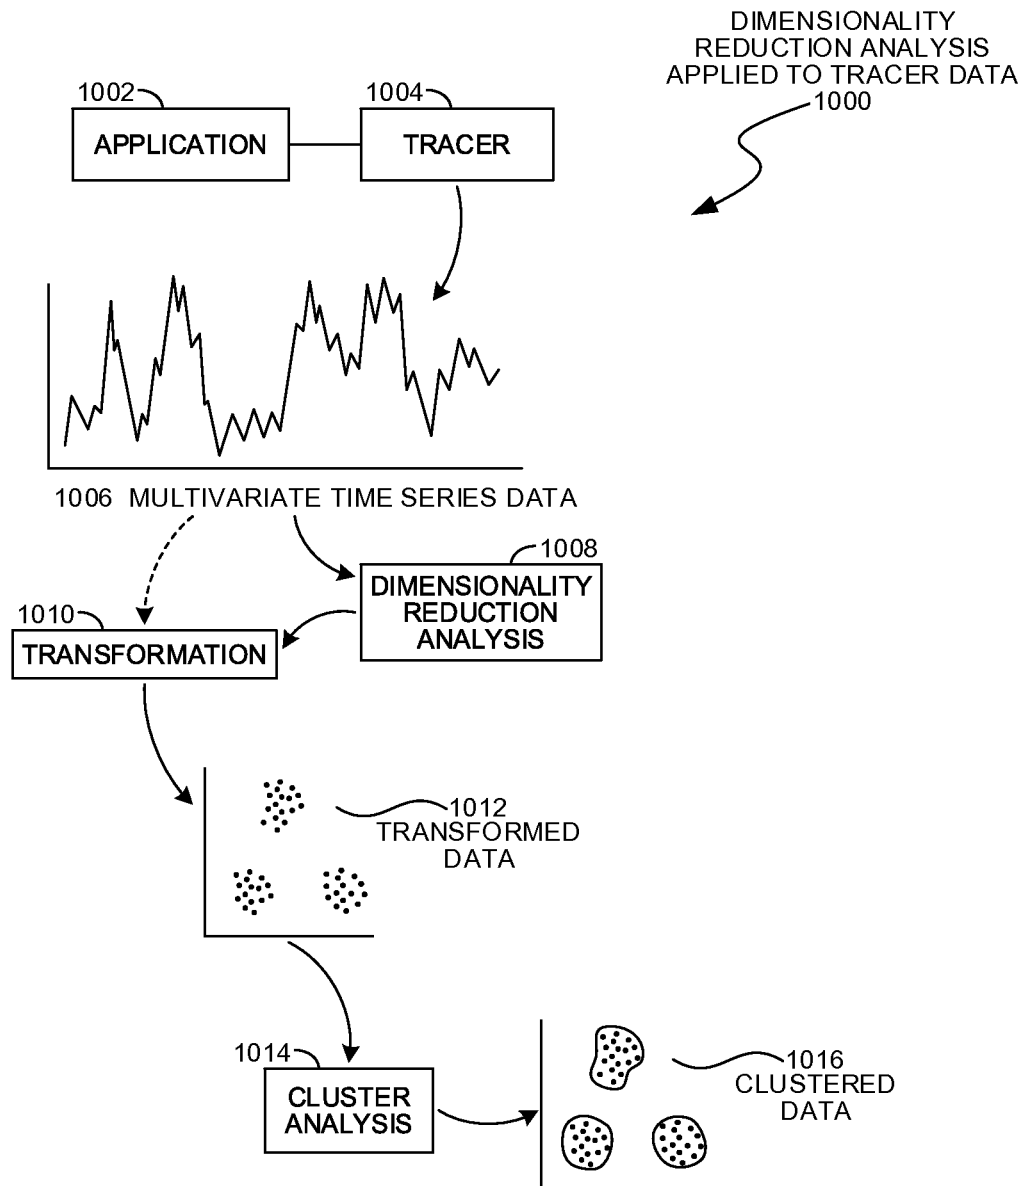 DIMENSIONALITY
REDUCTION ANALYSIS
APPLIED TO TRACER DATA
1000
1002
APPLICATION
1004
TRACER
1006 MULTIVARIATE TIME SERIES DATA
1008
DIMENSIONALITY
REDUCTION
ANALYSIS
1010
TRANSFORMATION
1012
TRANSFORMED
DATA
1014
CLUSTER
ANALYSIS
1016
CLUSTERED
DATA